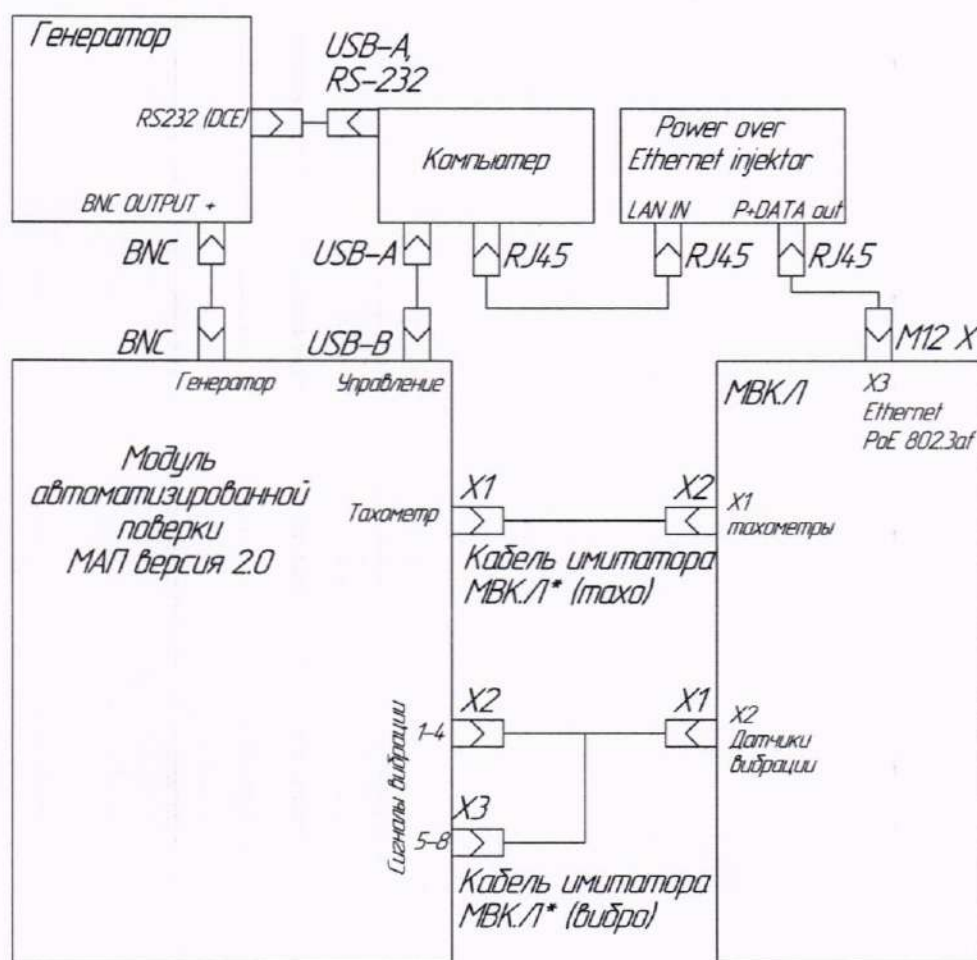 Генератор
RS232 (DCE)
BNC OUTPUT +
USB-A,
RS-232
Компьютер
Power over
Ethernet injektor
LAN IN
P+DATA out
BNC
USB-A
RJ45
RJ45
RJ45
BNC
USB-B
M12 X
Генератор
Управление
Модуль
автоматизированной
поверки
МАП версия 2.0
Тахометр
X1
X2
Кабель имитатора
МВК.Л* (тахо)
МВК.Л
X3
Ethernet
PoE 802.3af
X1
тахометры
Сигналы вибрации
1-4
5-8
X2
X3
X1
Кабель имитатора
МВК.Л* (вибро)
X2
Датчики
вибрации